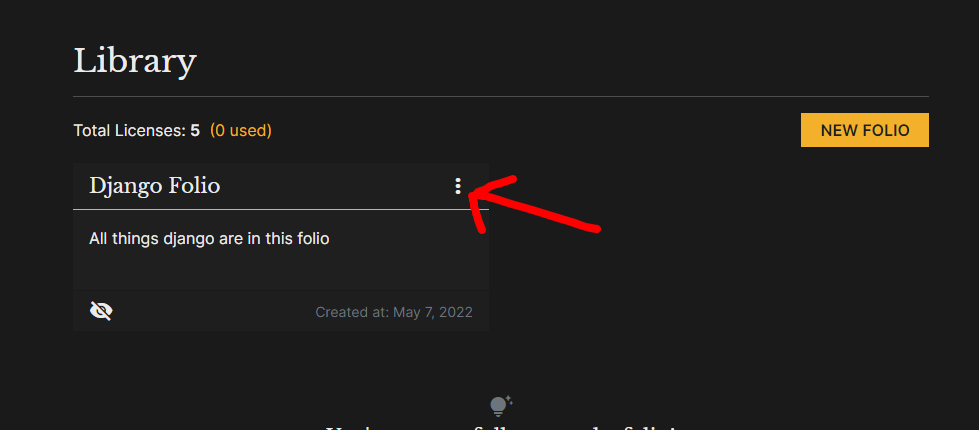 Library
Total Licenses: 5 (0 used)
NEW FOLIO
Django Folio
All things django are in this folio
Created at: May 7, 2022